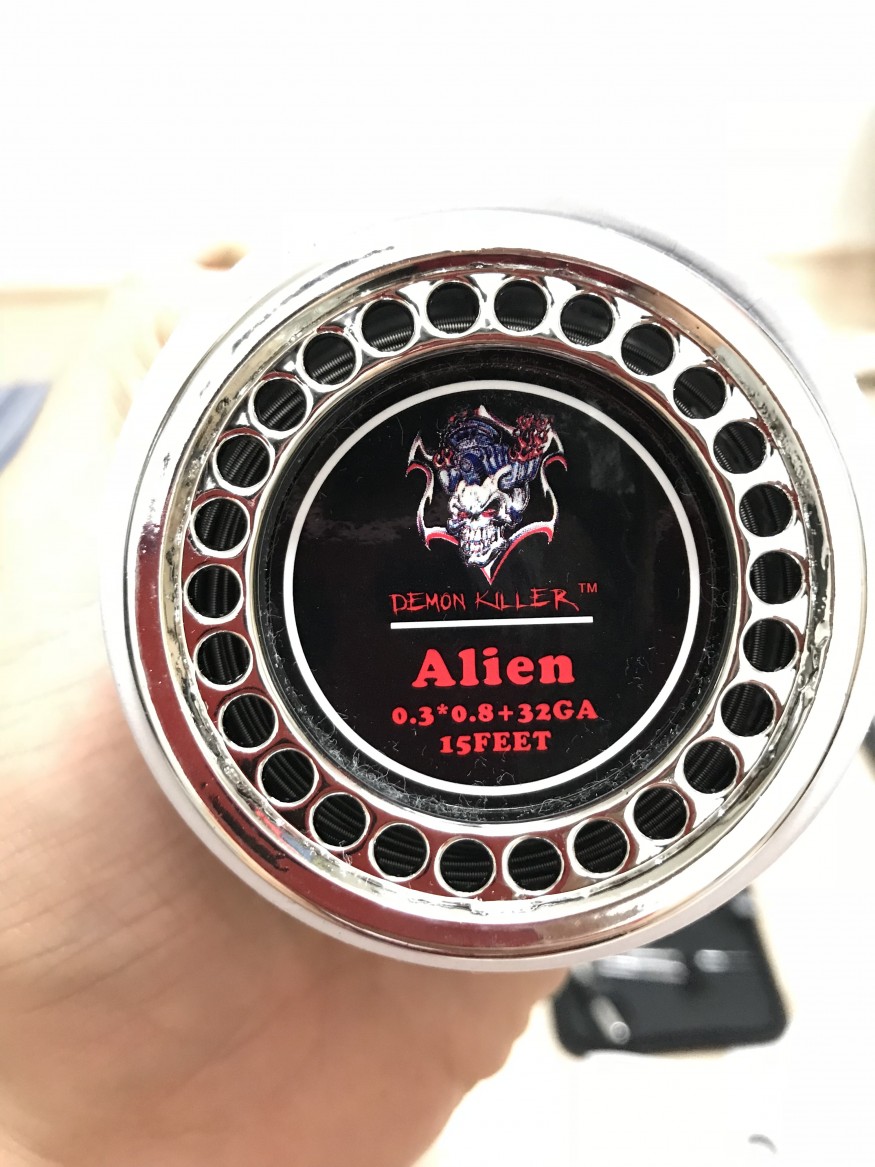 DEMON KILLER™
Alien
0.3*0.8+32GA
15FEET